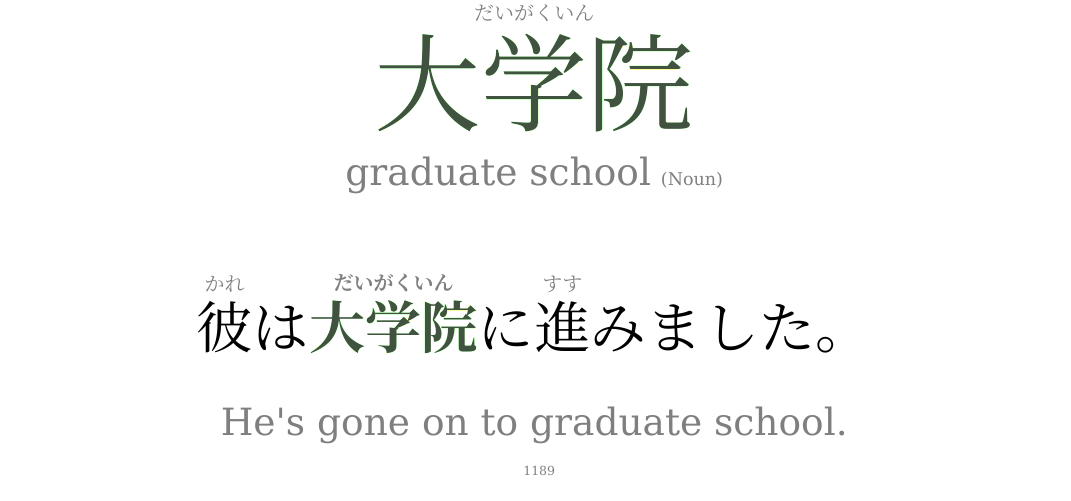 だいがくいん
大学院
graduate school (Noun)
かれ だいがくいん すす
彼は大学院に進みました。
He's gone on to graduate school.
1189